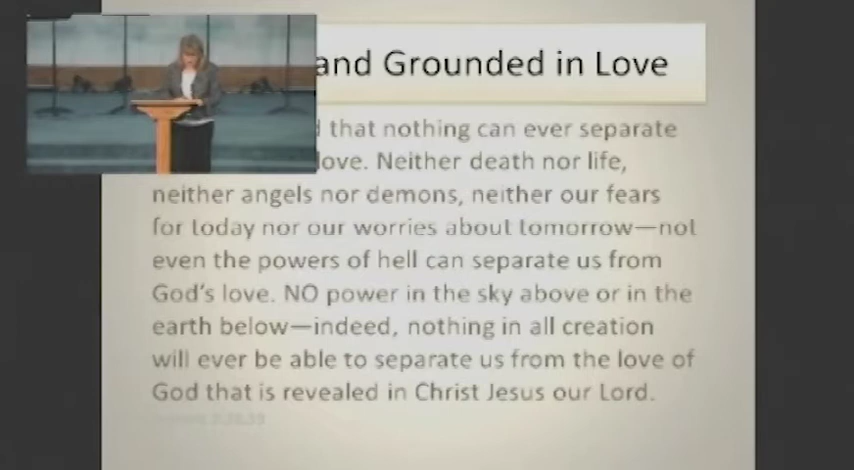 and Grounded in Love
that nothing can ever separate
love. Neither death nor life,
neither angels nor demons, neither our fears
for today nor our worries about tomorrow—not
even the powers of hell can separate us from
God's love. NO power in the sky above or in the
earth below—indeed, nothing in all creation
will ever be able to separate us from the love of
God that is revealed in Christ Jesus our Lord.